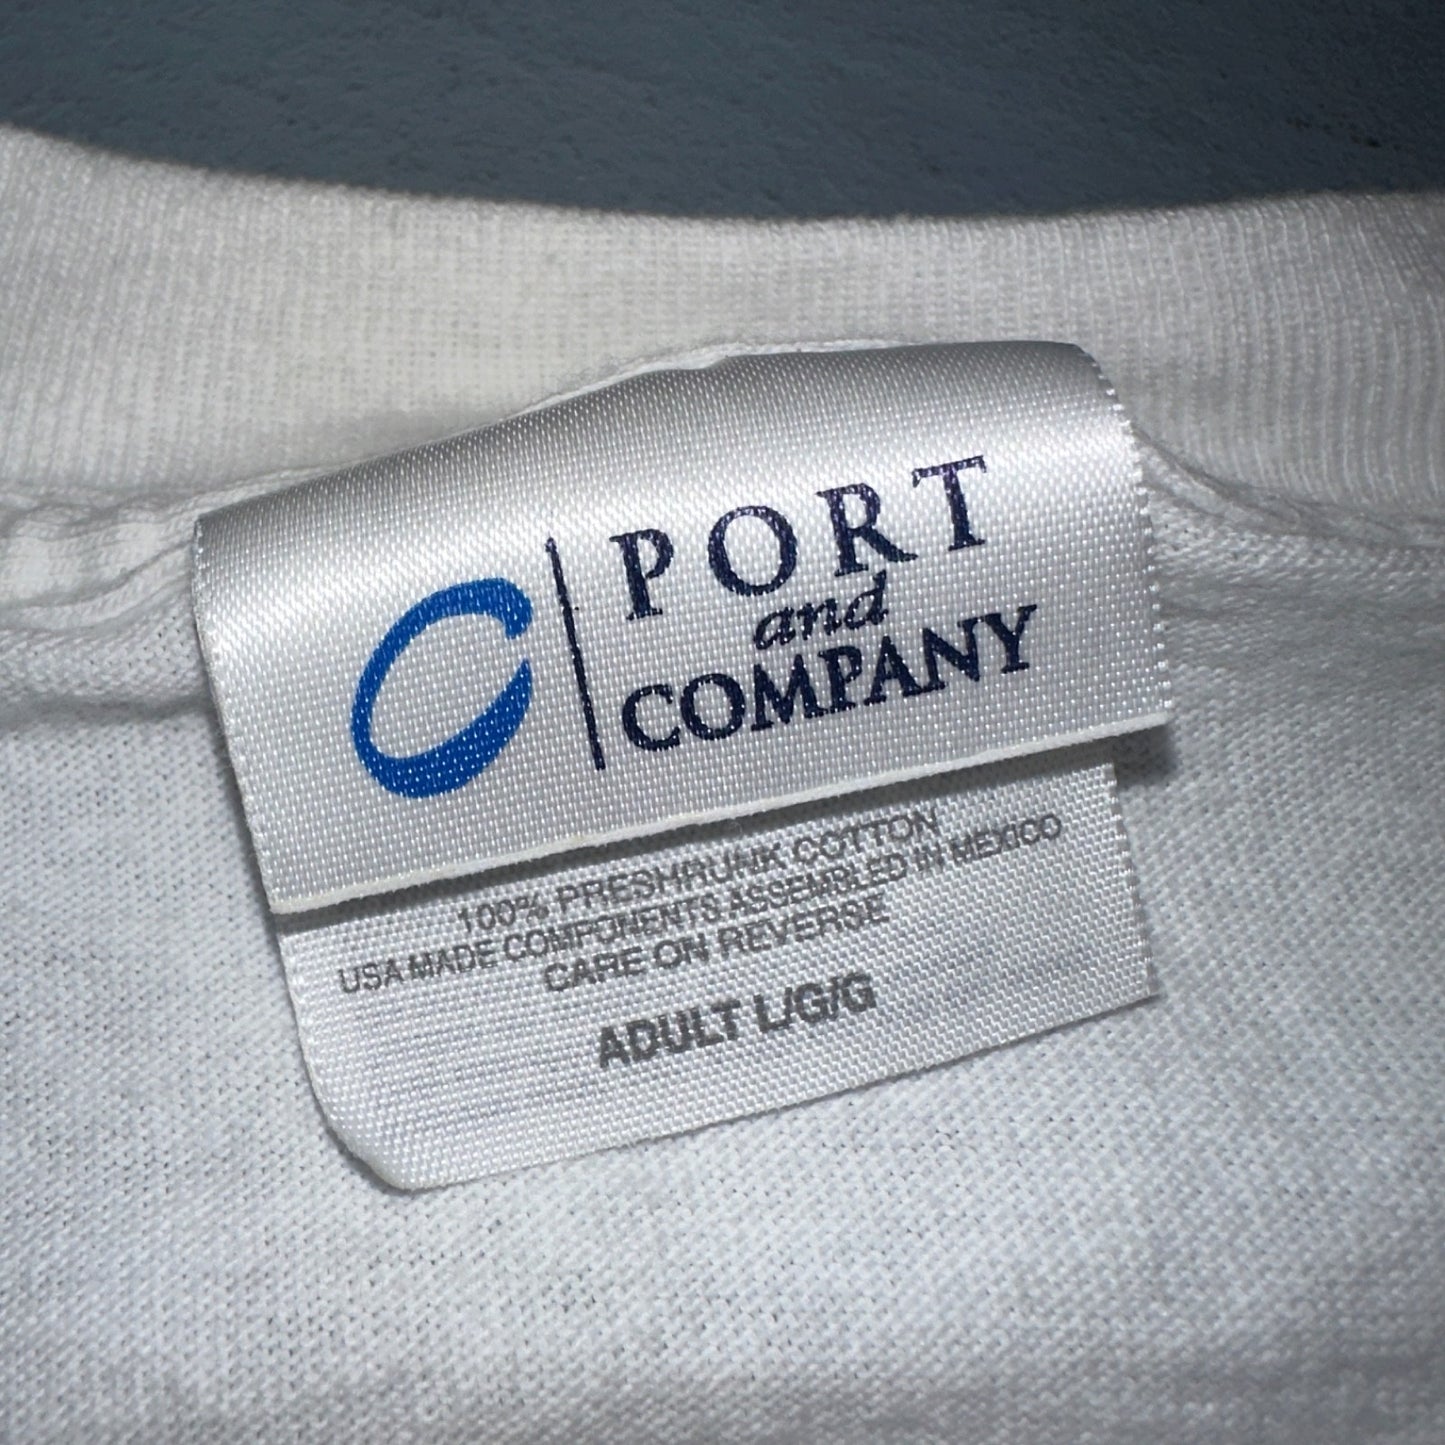 PORT
and
COMPANY
100% PRESHRUNK COTTON
USA MADE COMPONENTS ASSEMBLED IN MEXICO
CARE ON REVERSE
ADULT L/G/G